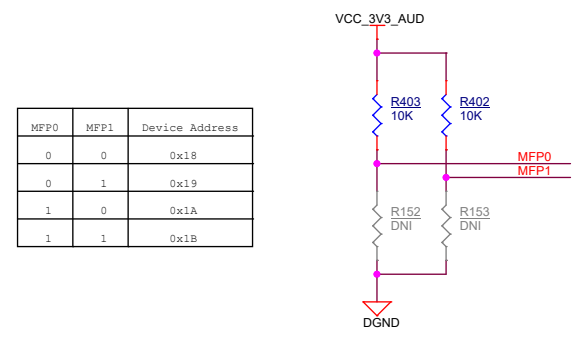 VCC_3V3_AUD
R403
10K
R402
10K
MFP0 MFP1 Device Address
0 0 0x18
0 1 0x19
1 0 0x1A
1 1 0x1B
MFP0
MFP1
R152
DNI
R153
DNI
DGND